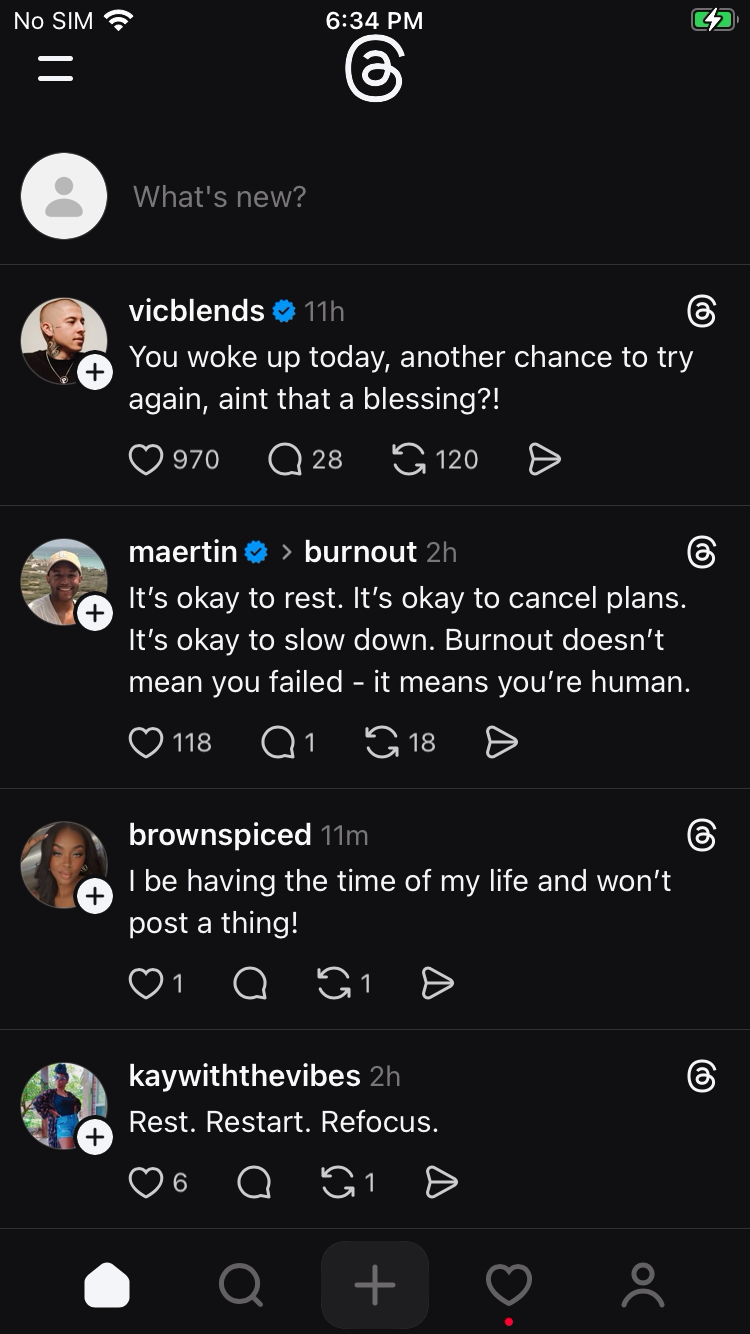 No SIM 6:34 PM
What's new?
vicblends 11h
You woke up today, another chance to try
again, aint that a blessing?!
970 28 120
maertin > burnout 2h
It’s okay to rest. It’s okay to cancel plans.
It’s okay to slow down. Burnout doesn’t
mean you failed - it means you’re human.
118 1 18
brownspiced 11m
I be having the time of my life and won’t
post a thing!
1 1
kaywiththevibes 2h
Rest. Restart. Refocus.
6 1